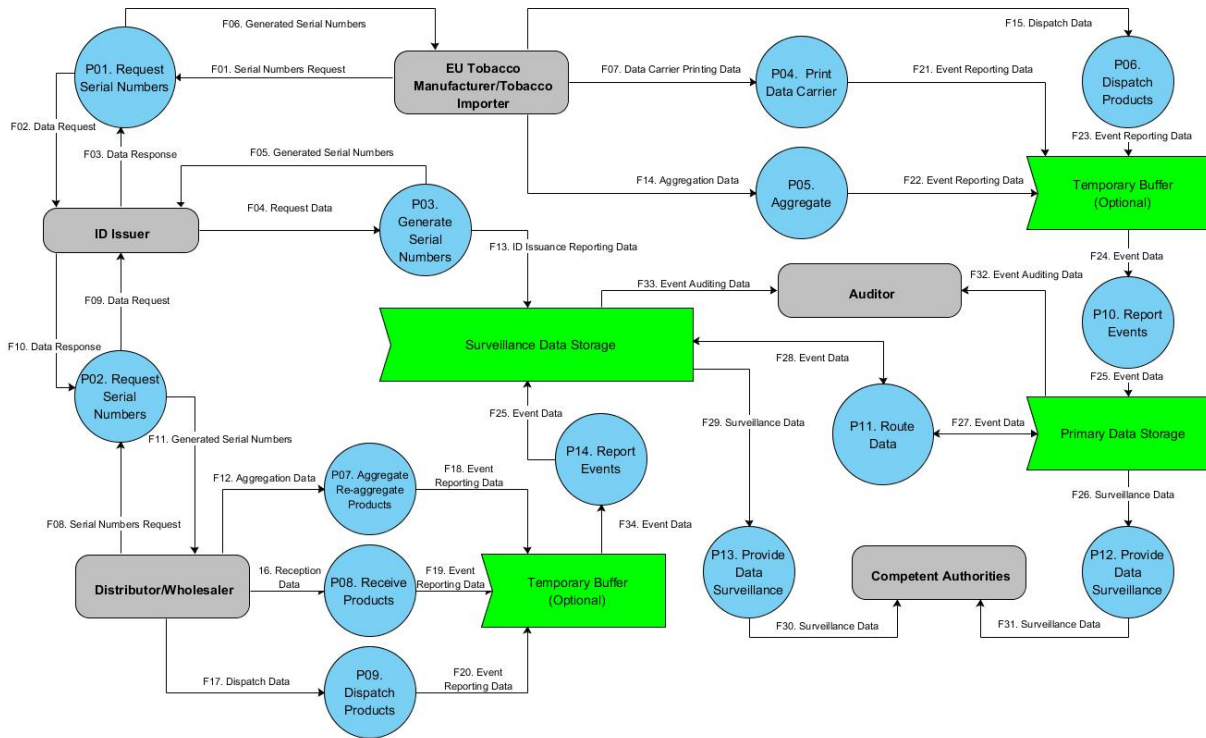 F06. Generated Serial Numbers
F15. Dispatch Data
P01. Request
Serial Numbers
F01. Serial Numbers Request
EU Tobacco
Manufacturer/Tobacco
Importer
F07. Data Carrier Printing Data
P04. Print
Data Carrier
F21. Event Reporting Data
P06.
Dispatch
Products
F02. Data Request
F03. Data Response
F23. Event Reporting Data
F05. Generated Serial Numbers
F14. Aggregation Data
P05.
Aggregate
F22. Event Reporting Data
Temporary Buffer
(Optional)
ID Issuer
F04. Request Data
P03.
Generate
Serial
Numbers
F13. ID Issuance Reporting Data
F24. Event Data
F09. Data Request
F33. Event Auditing Data
Auditor
F32. Event Auditing Data
P10. Report
Events
F10. Data Response
Surveillance Data Storage
F28. Event Data
F25. Event Data
P02. Request
Serial
Numbers
F11. Generated Serial Numbers
F25. Event Data
P14. Report
Events
F29. Surveillance Data
P11. Route
Data
F27. Event Data
Primary Data Storage
F12. Aggregation Data
P07. Aggregate
Re-aggregate
Products
F18. Event
Reporting Data
F26. Surveillance Data
F08. Serial Numbers Request
F34. Event Data
Distributor/Wholesaler
16. Reception
Data
P08. Receive
Products
F19. Event
Reporting Data
Temporary Buffer
(Optional)
P13. Provide
Data
Surveillance
Competent Authorities
P12. Provide
Data
Surveillance
F30. Surveillance Data
F31. Surveillance Data
F17. Dispatch Data
P09.
Dispatch
Products
F20. Event
Reporting Data